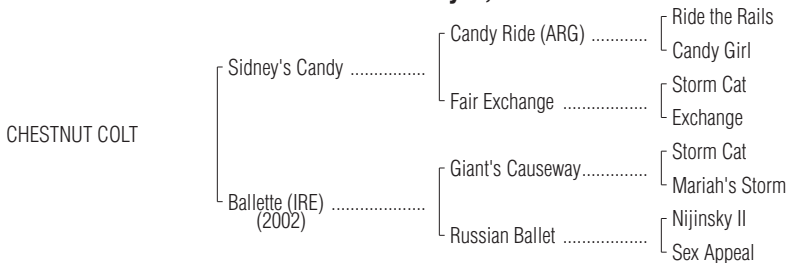 Ride the Rails
Candy Ride (ARG) ............
Candy Girl
Sidney's Candy ................
Storm Cat
Fair Exchange ..................
Exchange
CHESTNUT COLT
Storm Cat
Giant's Causeway..............
Mariah's Storm
Ballette (IRE) ....................
(2002)
Nijinsky II
Russian Ballet ..................
Sex Appeal